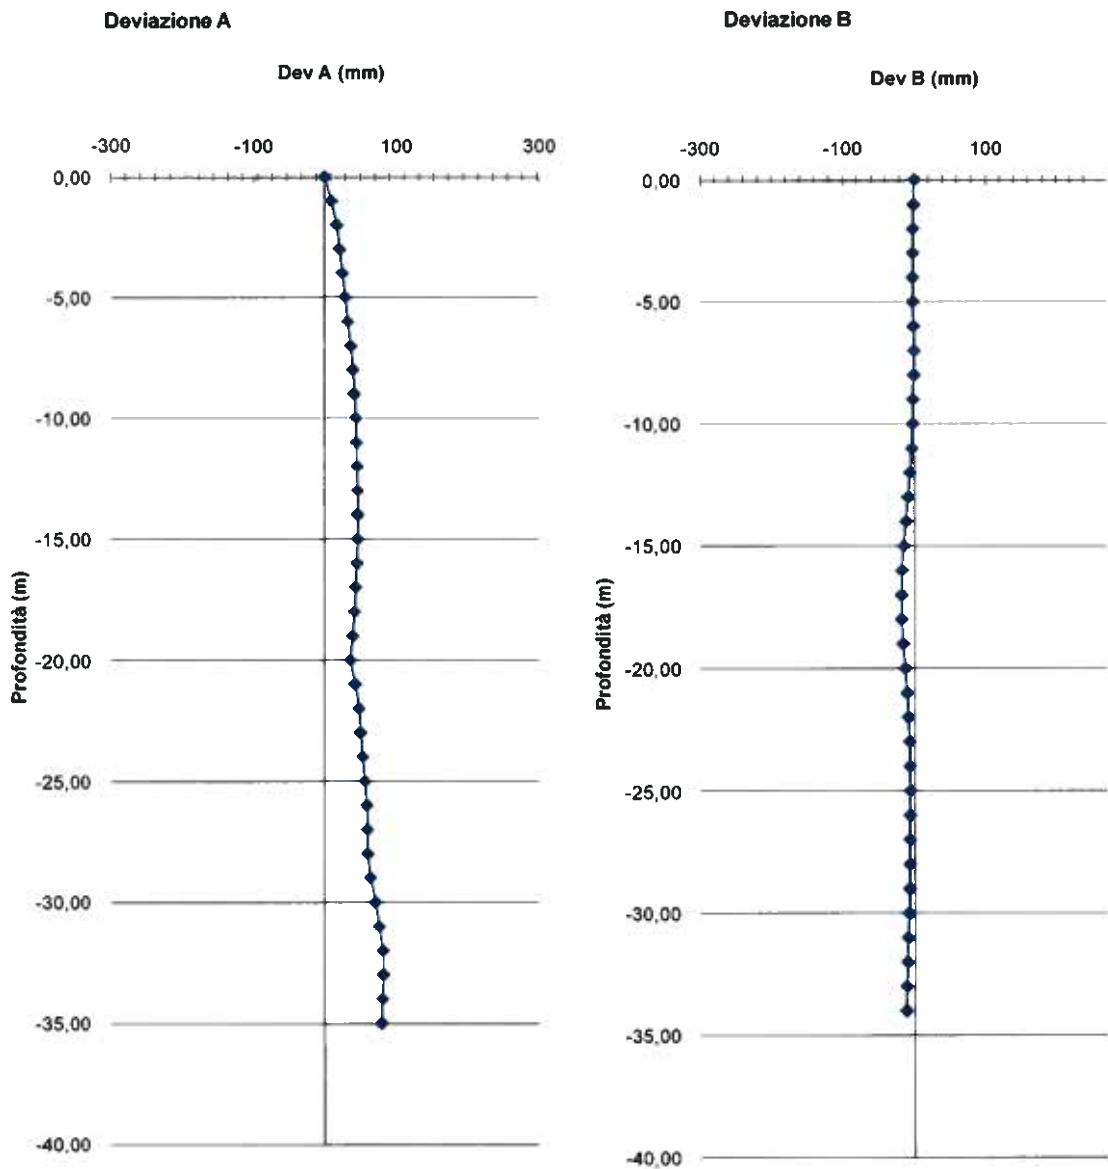 Deviazione A
Dev A (mm)
-300 -100 100 300
0,00
-5,00
-10,00
-15,00
-20,00
-25,00
-30,00
-35,00
-40,00
Profondità (m)
Deviazione B
Dev B (mm)
-300 -100 100
0,00
-5,00
-10,00
-15,00
-20,00
-25,00
-30,00
-35,00
-40,00
Profondità (m)